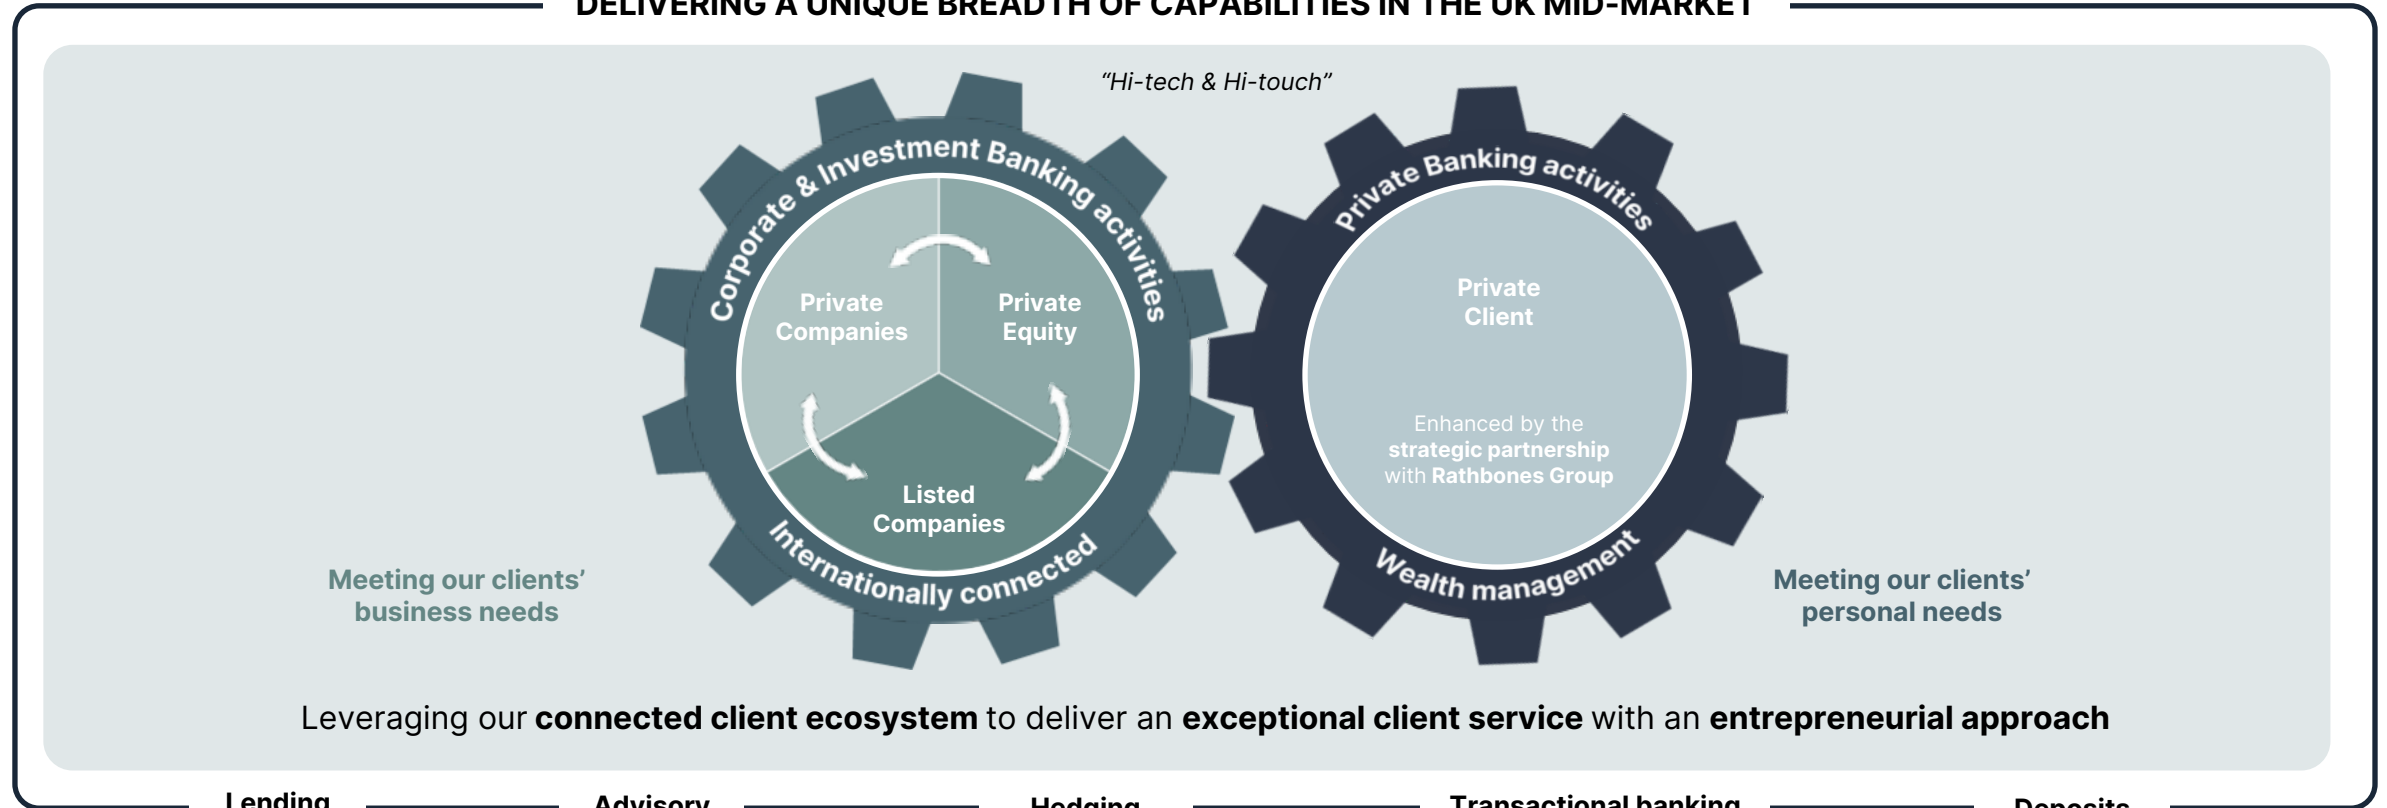 DELIVERING A UNIQUE BREADTH OF CAPABILITIES IN THE UK MID-MARKET
“Hi-tech & Hi-touch”
Corporate & Investment Banking activities
Private
Companies
Private
Equity
Listed
Companies
Internationally connected
Private Banking activities
Private
Client
Enhanced by the
strategic partnership
with Rathbones Group
Wealth management
Meeting our clients’
business needs
Meeting our clients’
personal needs
Leveraging our connected client ecosystem to deliver an exceptional client service with an entrepreneurial approach
Lending
Advisory
Hedging
Transactional banking
Deposits